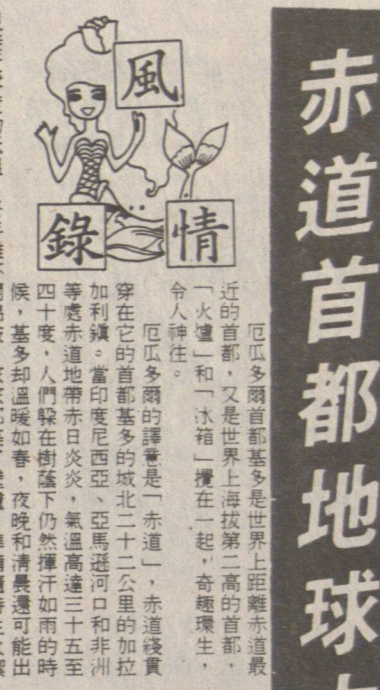 赤道首都地球
風
情
錄
厄瓜多爾首都基多是世界上距離赤道最
近的首都，又是世界上海拔第二高的首都，
「火爐」和「冰箱」攪在一起，奇趣環生，
令人神往。
厄瓜多爾的譯意是「赤道」，赤道綫貫
穿在它的首都基多的城北二十二公里的加拉
加利鎮。當印度尼西亞、亞馬遜河口和非洲
等處赤道地帶赤日炎炎，氣溫高達三十五至
四十度，人們躲在樹蔭下仍然揮汗如雨的時
候，基多却溫暖如春，夜晚和清晨還可能出